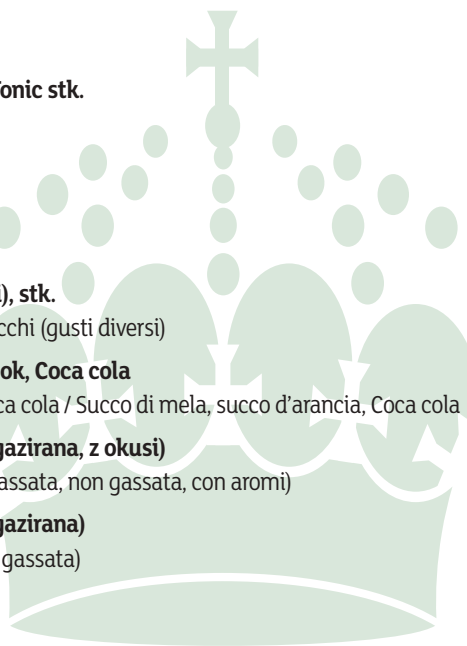 Tonic stk.
i), stk.
cchi (gusti diversi)
ok, Coca cola
ca cola / Succo di mela, succo d’arancia, Coca cola
gazirana, z okusi)
assata, non gassata, con aromi)
gazirana)
gassata)